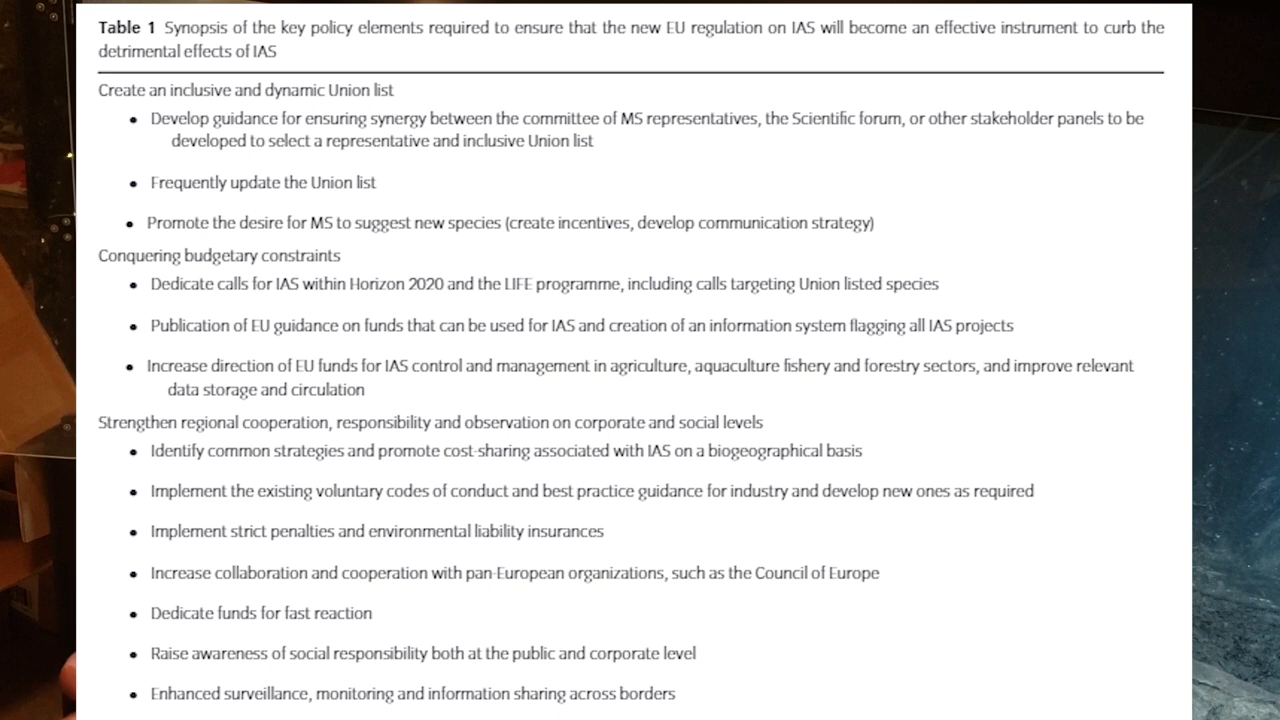 Table 1 Synopsis of the key policy elements required to ensure that the new EU regulation on IAS will become an effective instrument to curb the
detrimental effects of IAS
Create an inclusive and dynamic Union list
• Develop guidance for ensuring synergy between the committee of MS representatives, the Scientific forum, or other stakeholder panels to be
developed to select a representative and inclusive Union list
• Frequently update the Union list
• Promote the desire for MS to suggest new species (create incentives, develop communication strategy)
Conquering budgetary constraints
• Dedicate calls for IAS within Horizon 2020 and the LIFE programme, including calls targeting Union listed species
• Publication of EU guidance on funds that can be used for IAS and creation of an information system flagging all IAS projects
• Increase direction of EU funds for IAS control and management in agriculture, aquaculture fishery and forestry sectors, and improve relevant
data storage and circulation
Strengthen regional cooperation, responsibility and observation on corporate and social levels
• Identify common strategies and promote cost-sharing associated with IAS on a biogeographical basis
• Implement the existing voluntary codes of conduct and best practice guidance for industry and develop new ones as required
• Implement strict penalties and environmental liability insurances
• Increase collaboration and cooperation with pan-European organizations, such as the Council of Europe
• Dedicate funds for fast reaction
• Raise awareness of social responsibility both at the public and corporate level
• Enhanced surveillance, monitoring and information sharing across borders